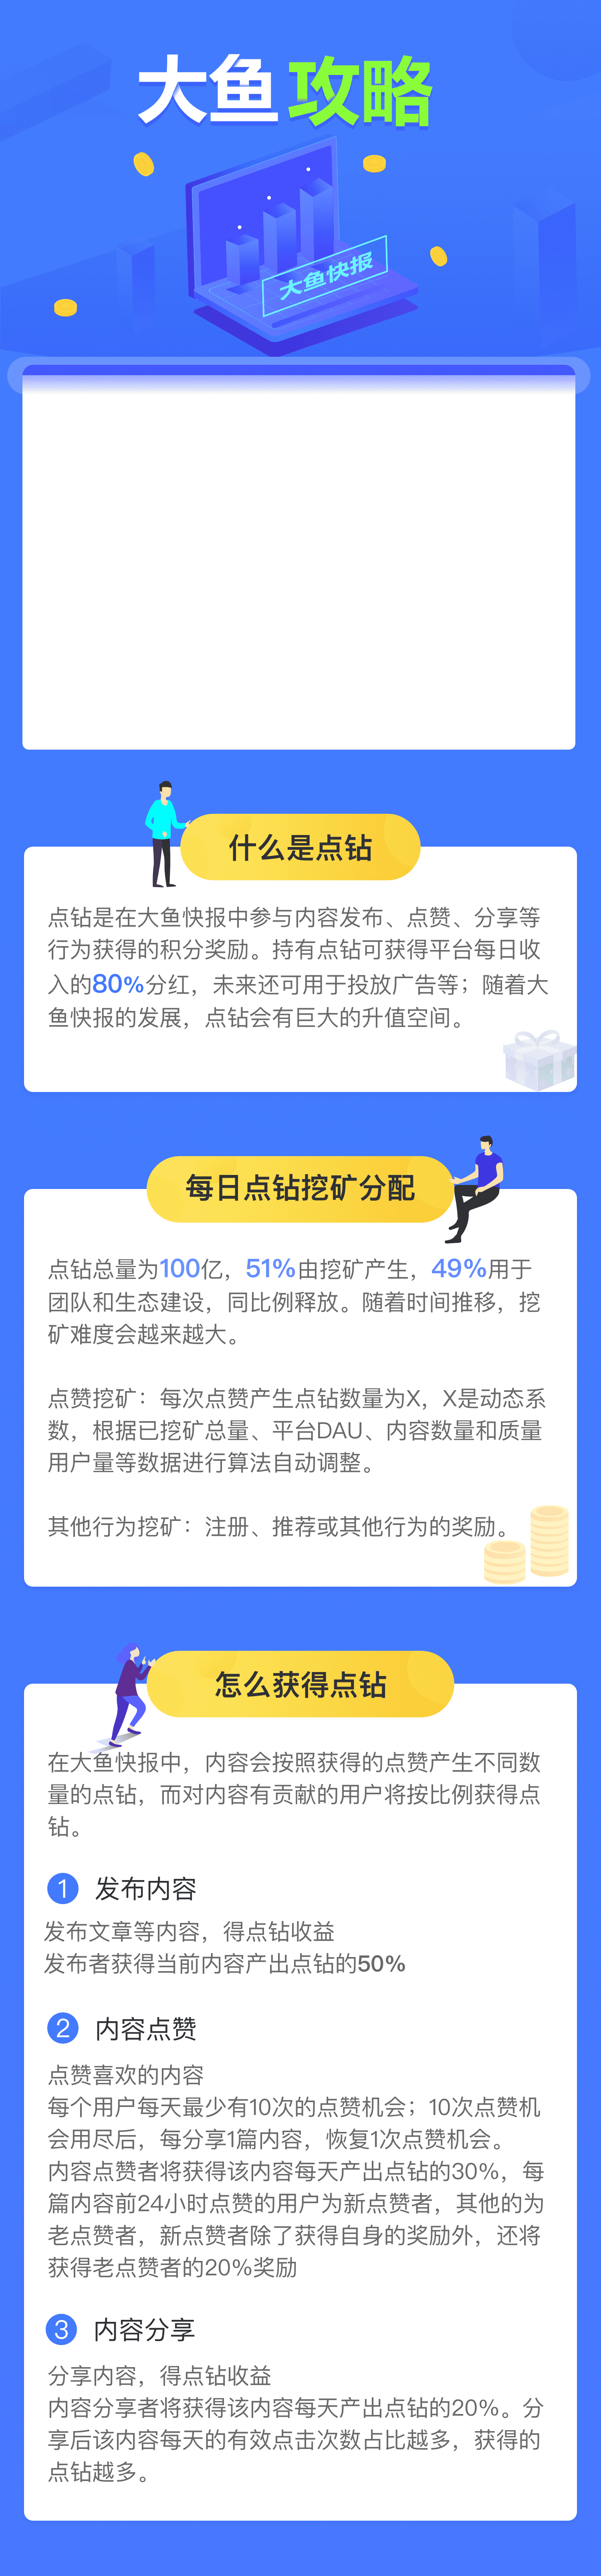 大鱼攻略
大鱼快报
什么是点钻
点钻是在大鱼快报中参与内容发布、点赞、分享等
行为获得的积分奖励。持有点钻可获得平台每日收
入的80%分红，未来还可用于投放广告等；随着大
鱼快报的发展，点钻会有巨大的升值空间。
每日点钻挖矿分配
点钻总量为100亿，51%由挖矿产生，49%用于
团队和生态建设，同比例释放。随着时间推移，挖
矿难度会越来越大。
点赞挖矿：每次点赞产生点钻数量为X，X是动态系
数，根据已挖矿总量、平台DAU、内容数量和质量
用户量等数据进行算法自动调整。
其他行为挖矿：注册、推荐或其他行为的奖励。
怎么获得点钻
在大鱼快报中，内容会按照获得的点赞产生不同数
量的点钻，而对内容有贡献的用户将按比例获得点
钻。
1 发布内容
发布文章等内容，得点钻收益
发布者获得当前内容产出点钻的50%
2 内容点赞
点赞喜欢的内容
每个用户每天最少有10次的点赞机会；10次点赞机
会用尽后，每分享1篇内容，恢复1次点赞机会。
内容点赞者将获得该内容每天产出点钻的30%，每
篇内容前24小时点赞的用户为新点赞者，其他的为
老点赞者，新点赞者除了获得自身的奖励外，还将
获得老点赞者的20%奖励
3 内容分享
分享内容，得点钻收益
内容分享者将获得该内容每天产出点钻的20%。分
享后该内容每天的有效点击次数占比越多，获得的
点钻越多。